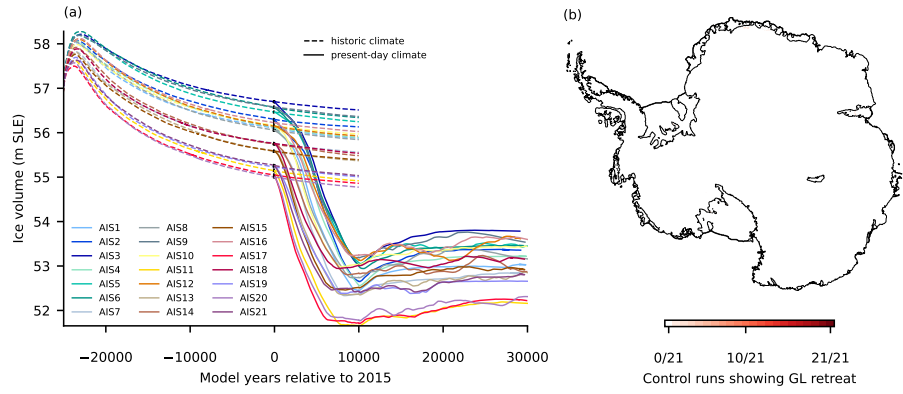 (a)
(b)
58
57
56
55
54
53
52
Ice volume (m SLE)
historic climate
present-day climate
AIS1
AIS2
AIS3
AIS4
AIS5
AIS6
AIS7
AIS8
AIS9
AIS10
AIS11
AIS12
AIS13
AIS14
AIS15
AIS16
AIS17
AIS18
AIS19
AIS20
AIS21
−20000 −10000 0 10000 20000 30000
Model years relative to 2015
0/21 10/21 21/21
Control runs showing GL retreat